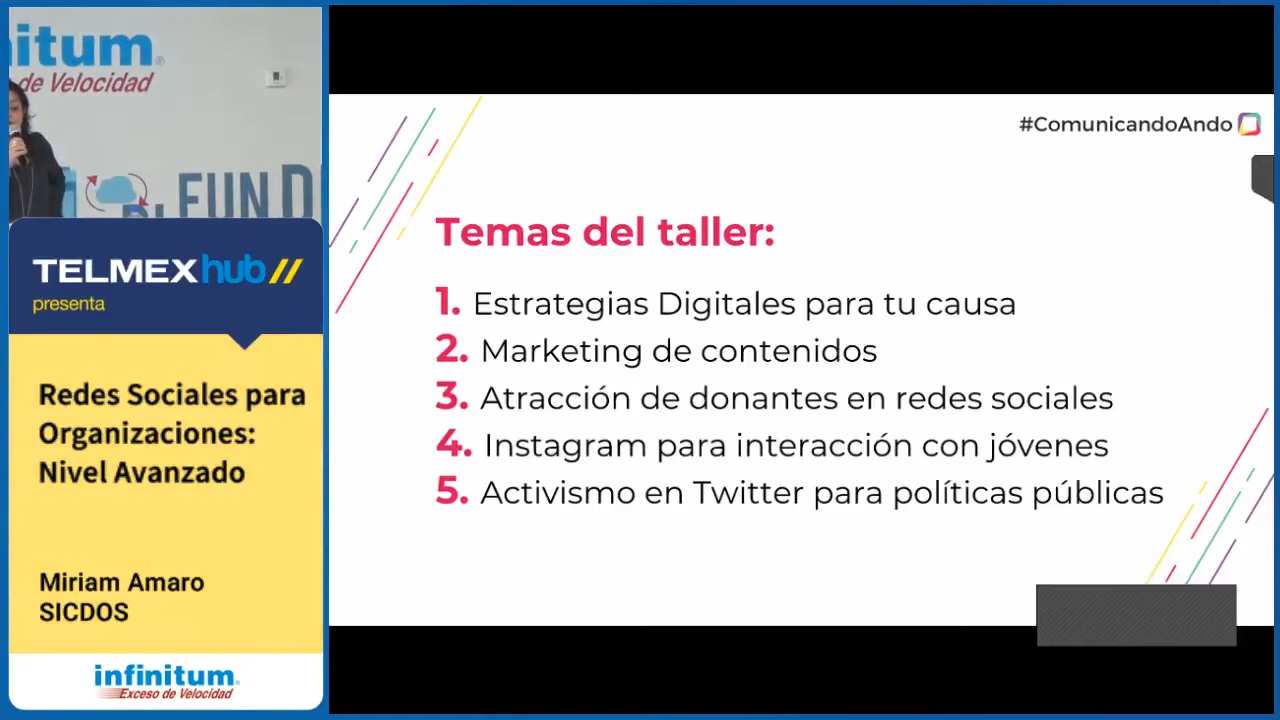 nitum
de Velocidad
FUND
TELMEXhub//
presenta
Redes Sociales para
Organizaciones:
Nivel Avanzado
Miriam Amaro
SICDOS
infinitum
Exceso de Velocidad
#ComunicandoAndo
Temas del taller:
1. Estrategias Digitales para tu causa
2. Marketing de contenidos
3. Atracción de donantes en redes sociales
4. Instagram para interacción con jóvenes
5. Activismo en Twitter para políticas públicas